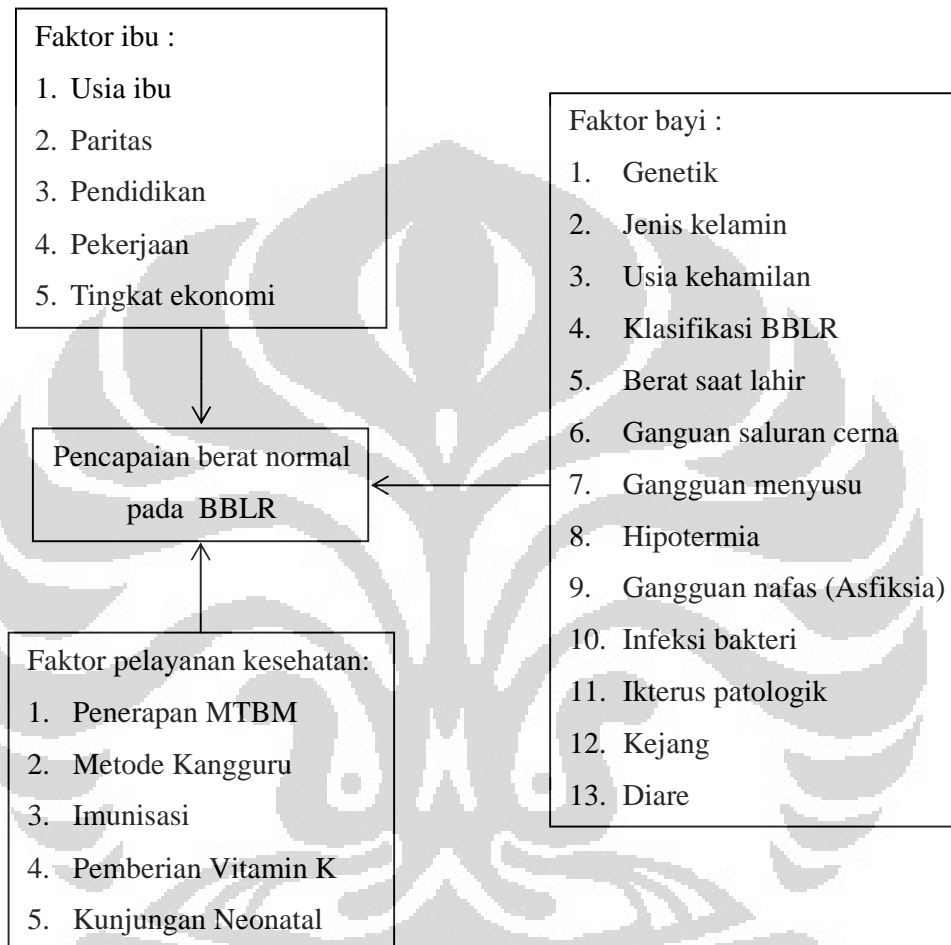 Faktor ibu :
1. Usia ibu
2. Paritas
3. Pendidikan
4. Pekerjaan
5. Tingkat ekonomi
Pencapaian berat normal
pada BBLR
Faktor pelayanan kesehatan:
1. Penerapan MTBM
2. Metode Kangguru
3. Imunisasi
4. Pemberian Vitamin K
5. Kunjungan Neonatal
Faktor bayi :
1. Genetik
2. Jenis kelamin
3. Usia kehamilan
4. Klasifikasi BBLR
5. Berat saat lahir
6. Ganguan saluran cerna
7. Gangguan menyusu
8. Hipotermia
9. Gangguan nafas (Asfiksia)
10. Infeksi bakteri
11. Ikterus patologik
12. Kejang
13. Diare